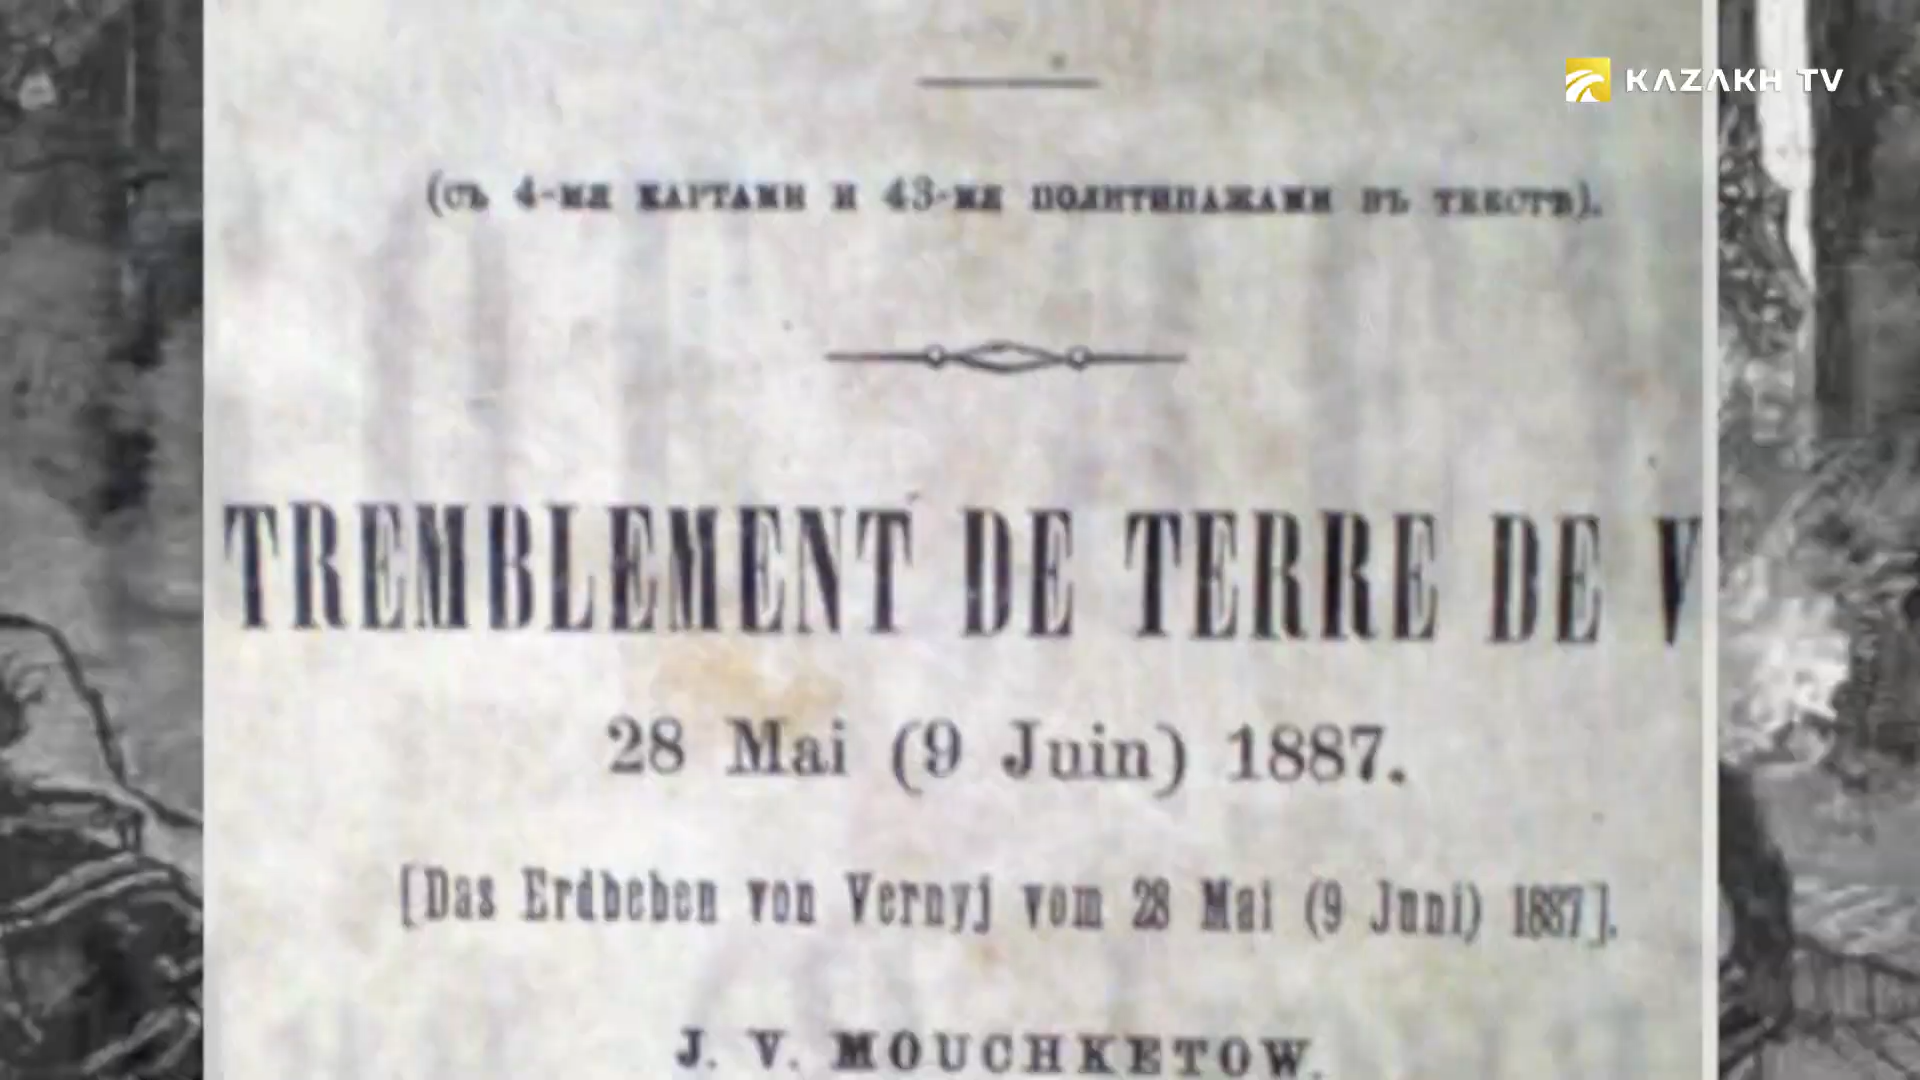 KAZAKH TV
(съ 4-мя картами и 43-мя политипажами въ текстѣ).
TREMBLEMENT DE TERRE DE V
28 Mai (9 Juin) 1887.
[Das Erdbeben von Vernyj vom 28 Mai (9 Juni) 1887].
J. V. MOUCHKETOW.